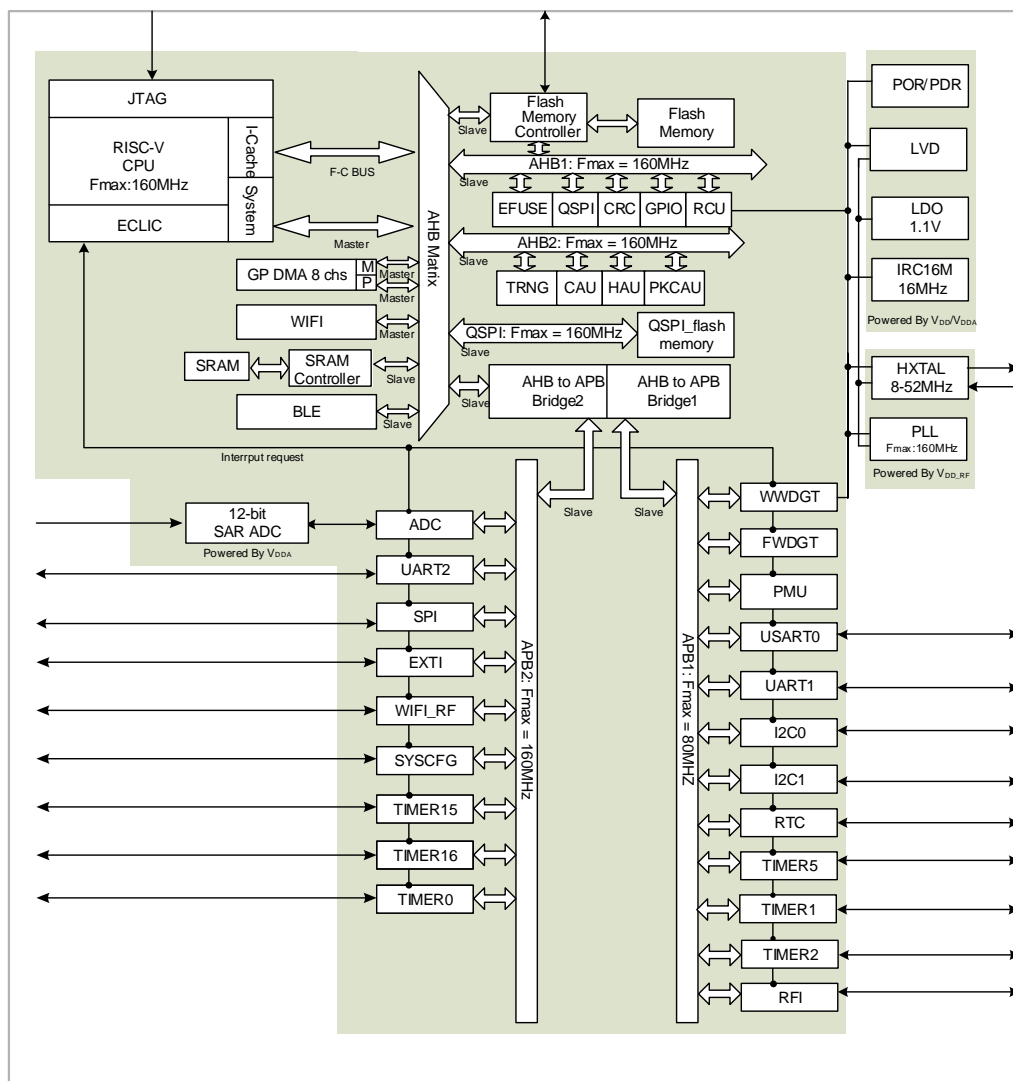 JTAG
RISC-V
CPU
Fmax:160MHz
I-Cache
System
ECLIC
F-C BUS
Master
GP DMA 8 chs
M
P
Master
Master
WIFI
Master
SRAM
SRAM
Controller
Slave
BLE
Slave
Interrput request
AHB Matrix
Slave
Flash
Memory
Controller
Flash
Memory
AHB1: Fmax = 160MHz
Slave
EFUSE
QSPI
CRC
GPIO
RCU
AHB2: Fmax = 160MHz
TRNG
CAU
HAU
PKCAU
QSPI: Fmax = 160MHz
Slave
QSPI_flash
memory
Slave
AHB to APB
Bridge2
AHB to APB
Bridge1
POR/PDR
LVD
LDO
1.1V
IRC16M
16MHz
Powered By VDD/VDDA
HXTAL
8-52MHz
PLL
Fmax:160MHz
Powered By VDD_RF
Slave
Slave
12-bit
SAR ADC
Powered By VDDA
ADC
UART2
SPI
EXTI
WIFI_RF
SYSCFG
TIMER15
TIMER16
TIMER0
APB2: Fmax = 160MHz
APB1: Fmax = 80MHZ
WWDGT
FWDGT
PMU
USART0
UART1
I2C0
I2C1
RTC
TIMER5
TIMER1
TIMER2
RFI